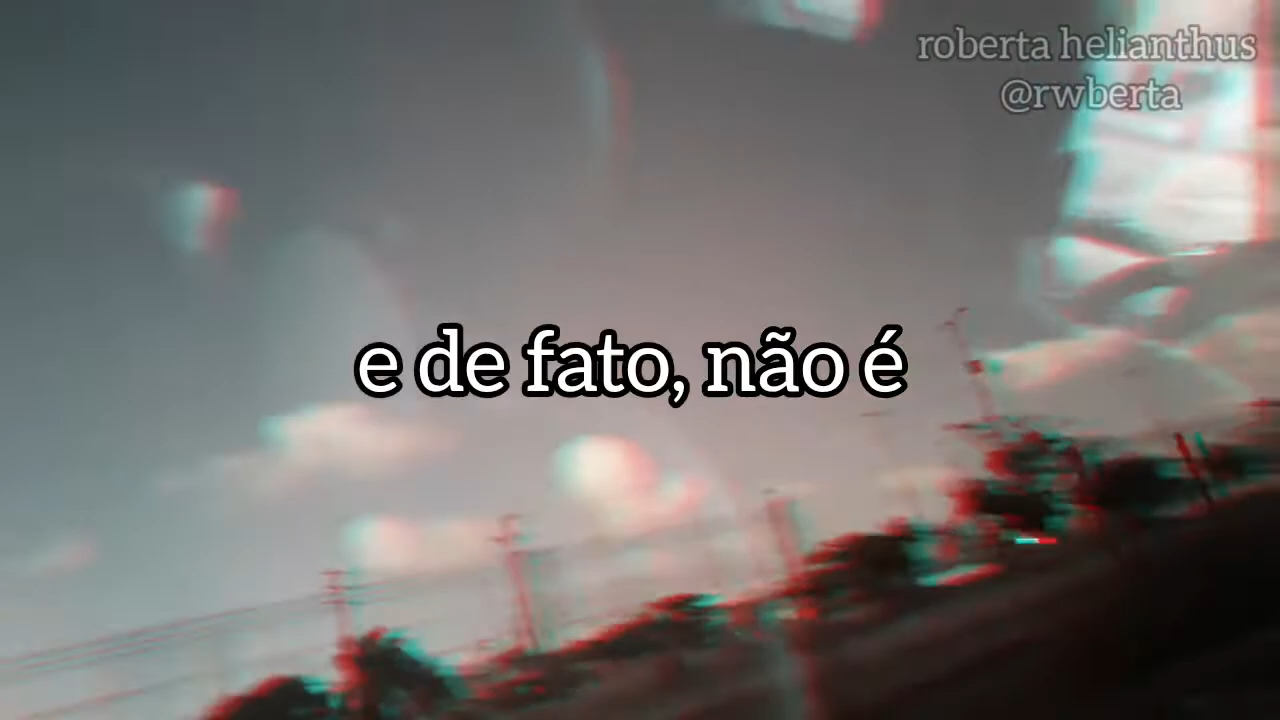 roberta helianthus
@rwberta
e de fato, não é